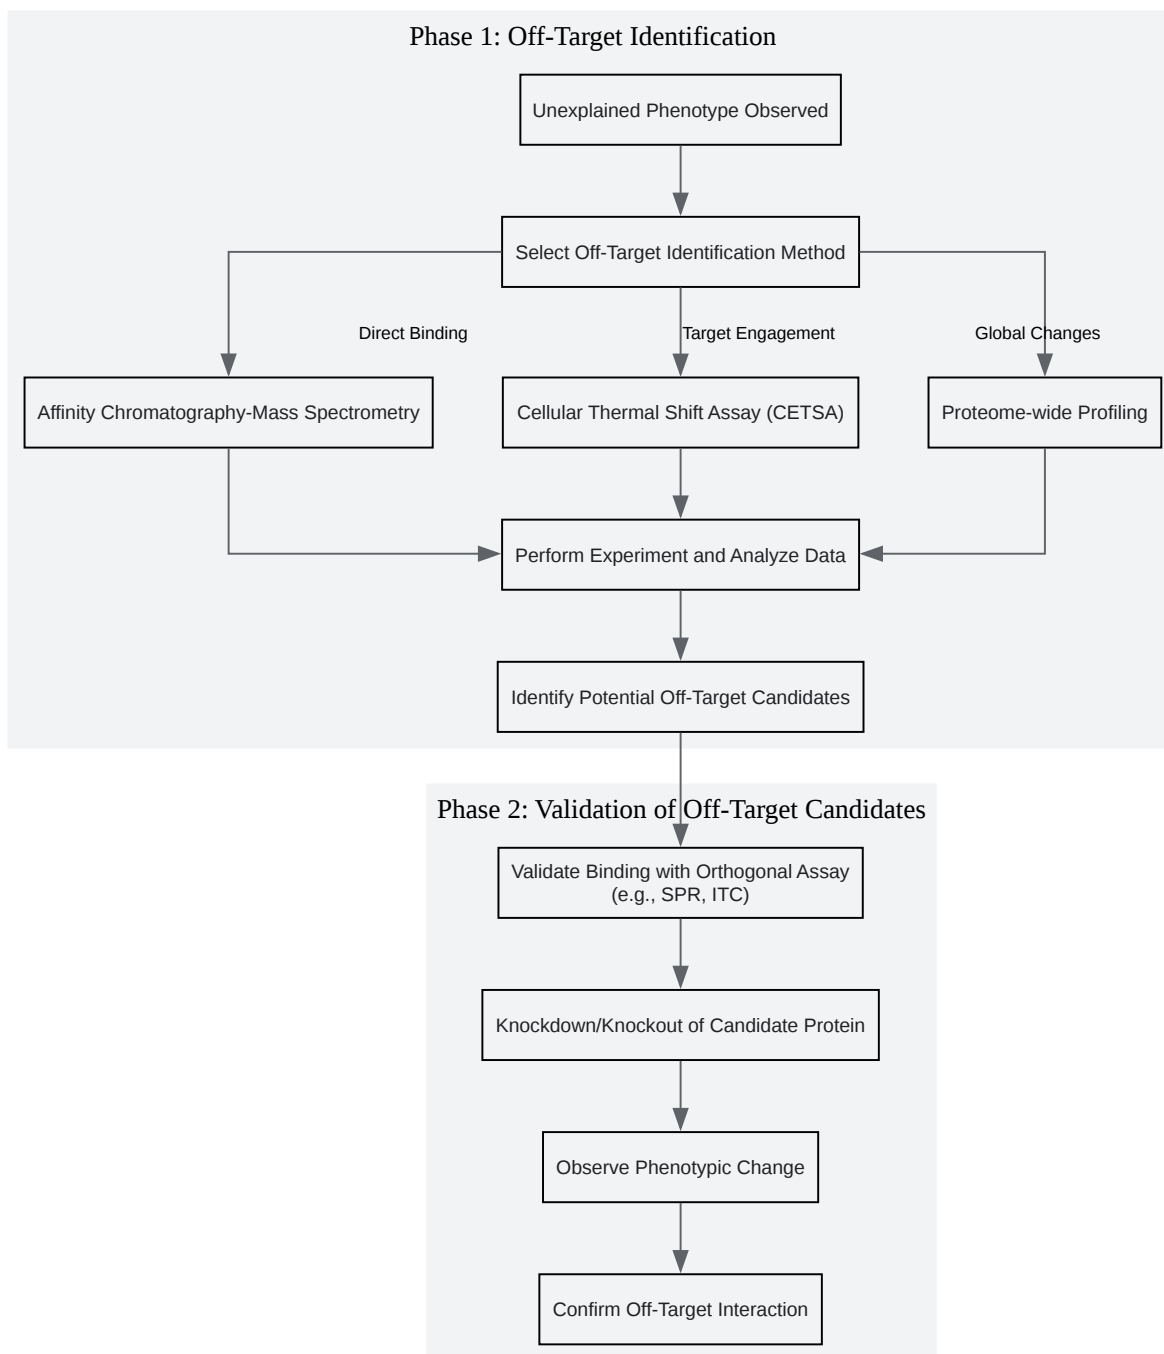 Phase 1: Off-Target Identification
Unexplained Phenotype Observed
Select Off-Target Identification Method
Direct Binding
Target Engagement
Global Changes
Affinity Chromatography-Mass Spectrometry
Cellular Thermal Shift Assay (CETSA)
Proteome-wide Profiling
Perform Experiment and Analyze Data
Identify Potential Off-Target Candidates
Phase 2: Validation of Off-Target Candidates
Validate Binding with Orthogonal Assay
(e.g., SPR, ITC)
Knockdown/Knockout of Candidate Protein
Observe Phenotypic Change
Confirm Off-Target Interaction